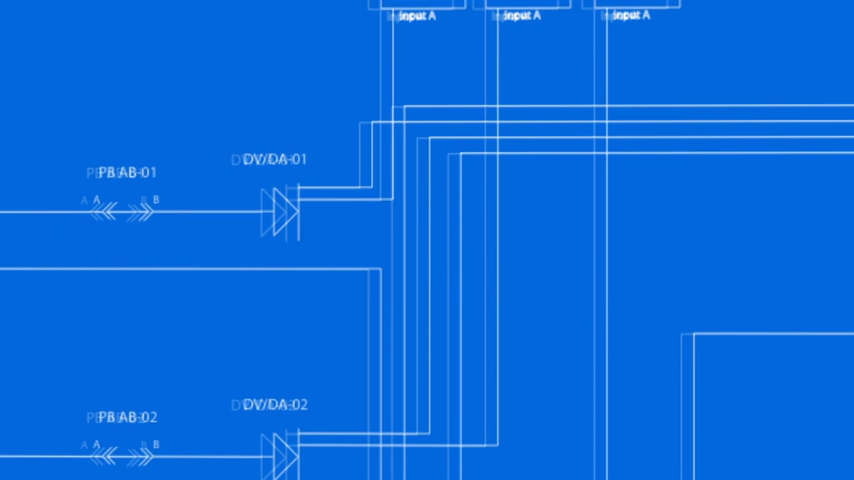 Input A Input A Input A
DV/DA-01
PB AB-01
A B
DV/DA-02
PB AB-02
A B